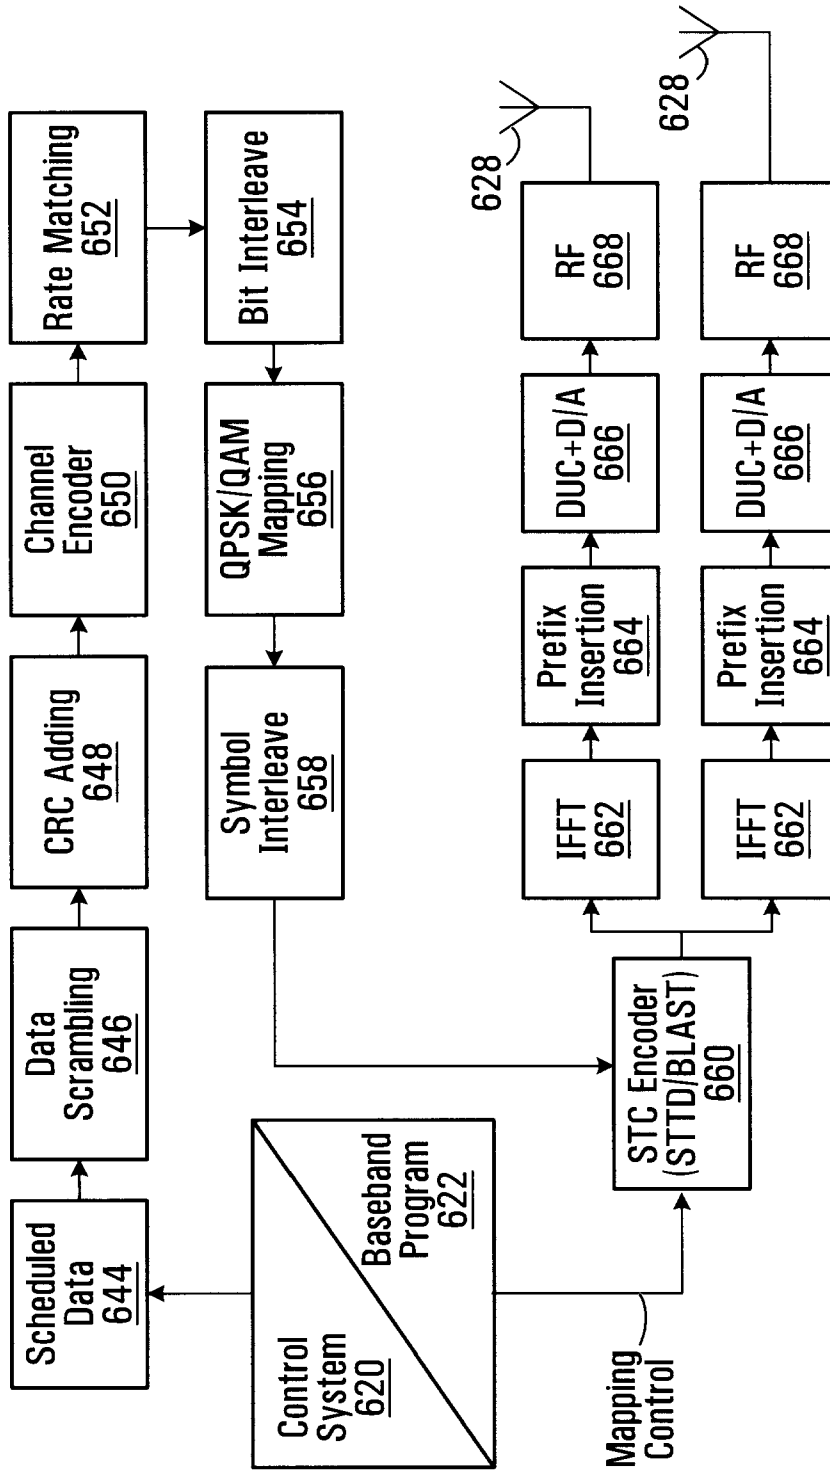 Scheduled
Data
644
Data
Scrambling
646
CRC Adding
648
Channel
Encoder
650
Rate Matching
652
Control
System
620
Baseband
Program
622
Symbol
Interleave
658
QPSK/QAM
Mapping
656
Bit Interleave
654
Mapping
Control
STC Encoder
(STTD/BLAST)
660
IFFT
662
Prefix
Insertion
664
DUC+D/A
666
RF
668
628
IFFT
662
Prefix
Insertion
664
DUC+D/A
666
RF
668
628